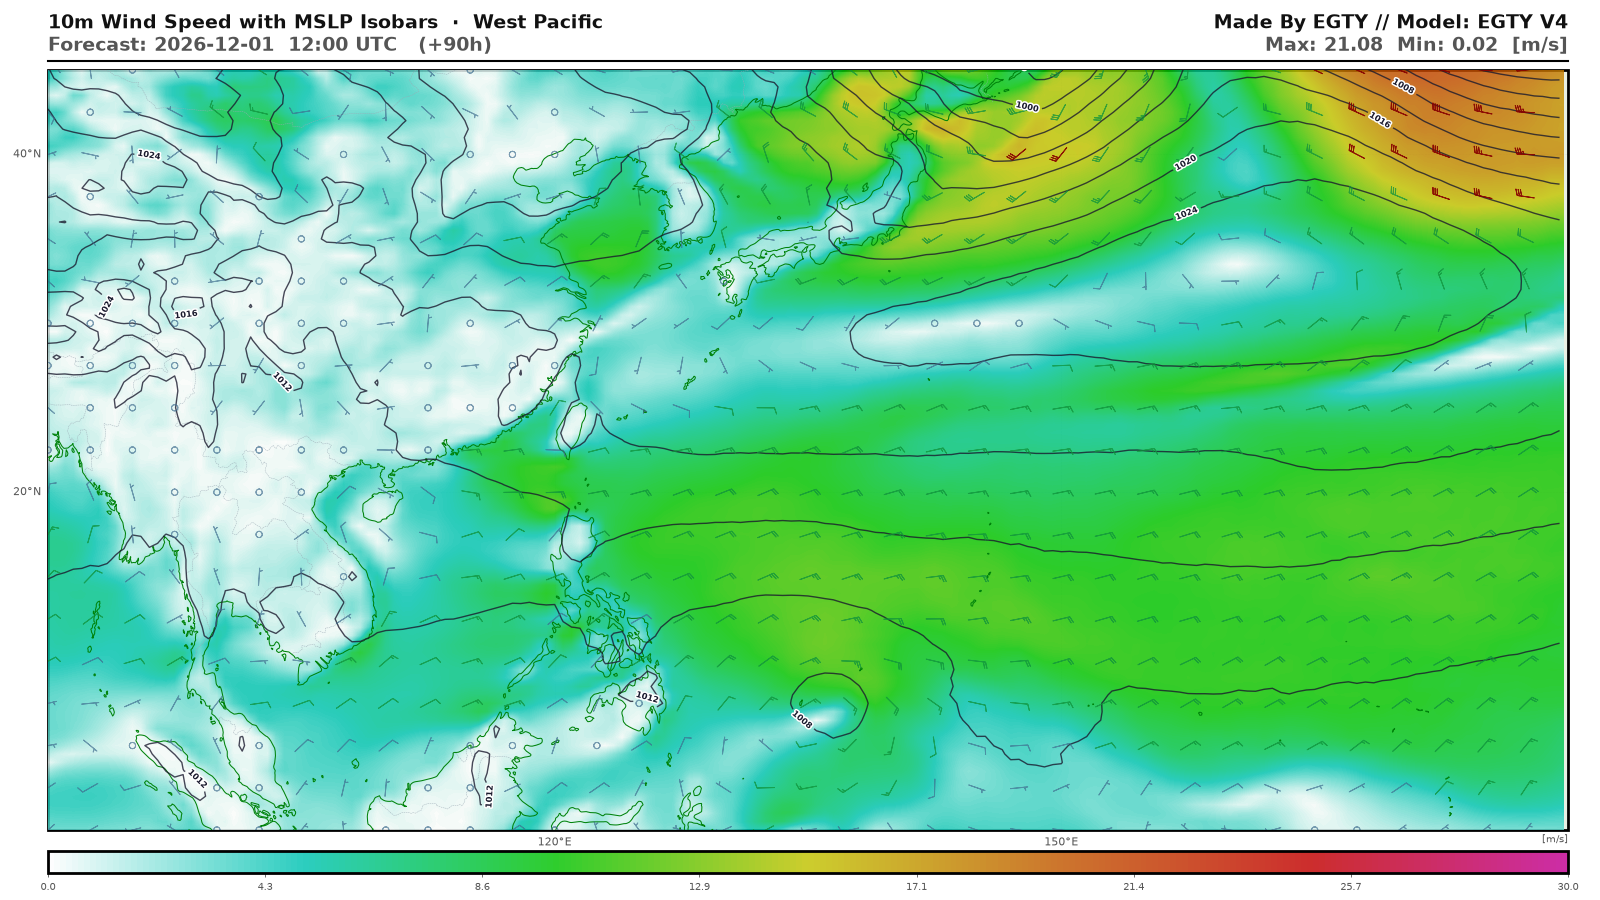 10m Wind Speed with MSLP Isobars · West Pacific
Made By EGTY // Model: EGTY V4
Forecast: 2026-12-01 12:00 UTC (+90h)
Max: 21.08 Min: 0.02 [m/s]
1008
1000
1016
40°N
1024
1020
1024
1024
1016
1012
20°N
1012
1008
1012
1012
120°E
150°E
[m/s]
0.0
4.3
8.6
12.9
17.1
21.4
25.7
30.0